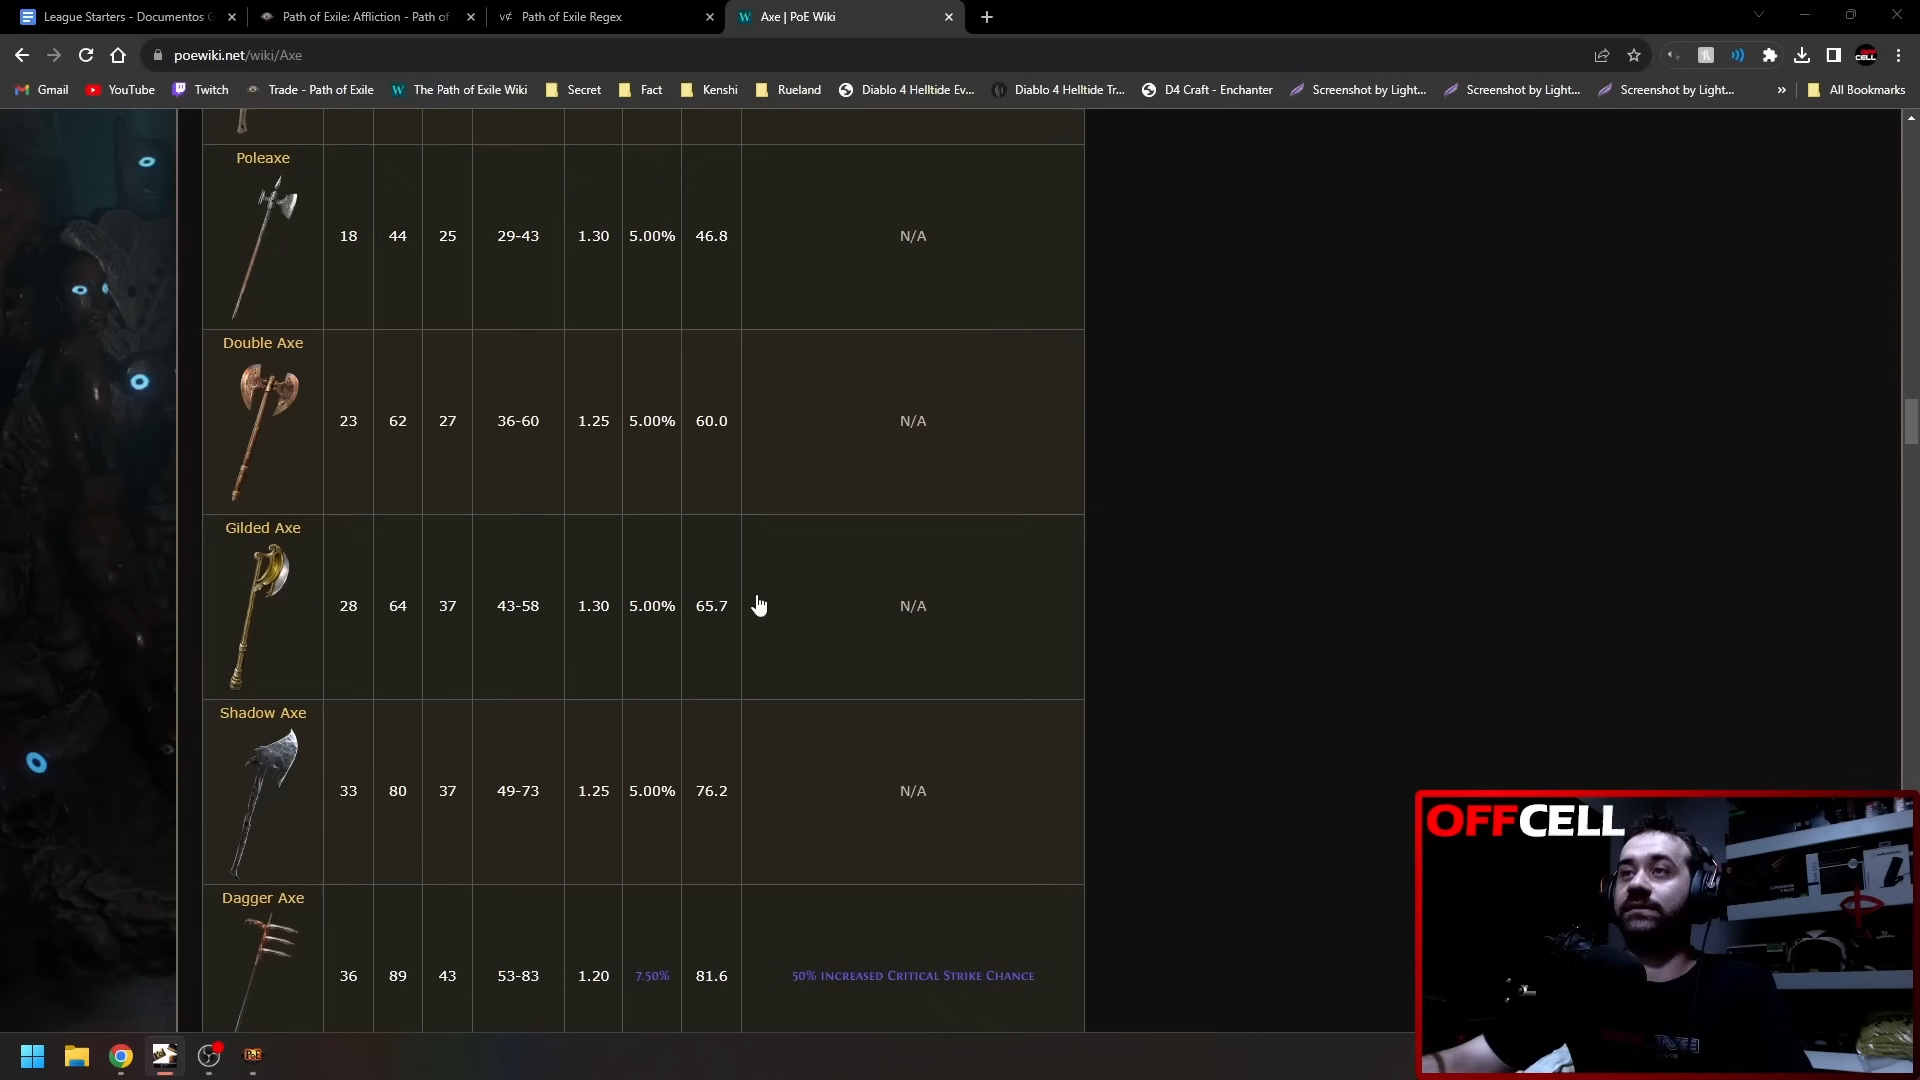 League Starters - Documentos G
Path of Exile: Affliction - Path of
Path of Exile Regex
Axe | PoE Wiki
poewiki.net/wiki/Axe
Gmail
YouTube
Twitch
Trade - Path of Exile
The Path of Exile Wiki
Secret
Fact
Kenshi
Rueland
Diablo 4 Helltide Ev...
Diablo 4 Helltide Tr...
D4 Craft - Enchanter
Screenshot by Light...
Screenshot by Light...
Screenshot by Light...
»
All Bookmarks
Poleaxe
18 44 25 29-43 1.30 5.00% 46.8 N/A
Double Axe
23 62 27 36-60 1.25 5.00% 60.0 N/A
Gilded Axe
28 64 37 43-58 1.30 5.00% 65.7 N/A
Shadow Axe
33 80 37 49-73 1.25 5.00% 76.2 N/A
Dagger Axe
36 89 43 53-83 1.20 7.50% 81.6 50% increased Critical Strike Chance
OFFCELL